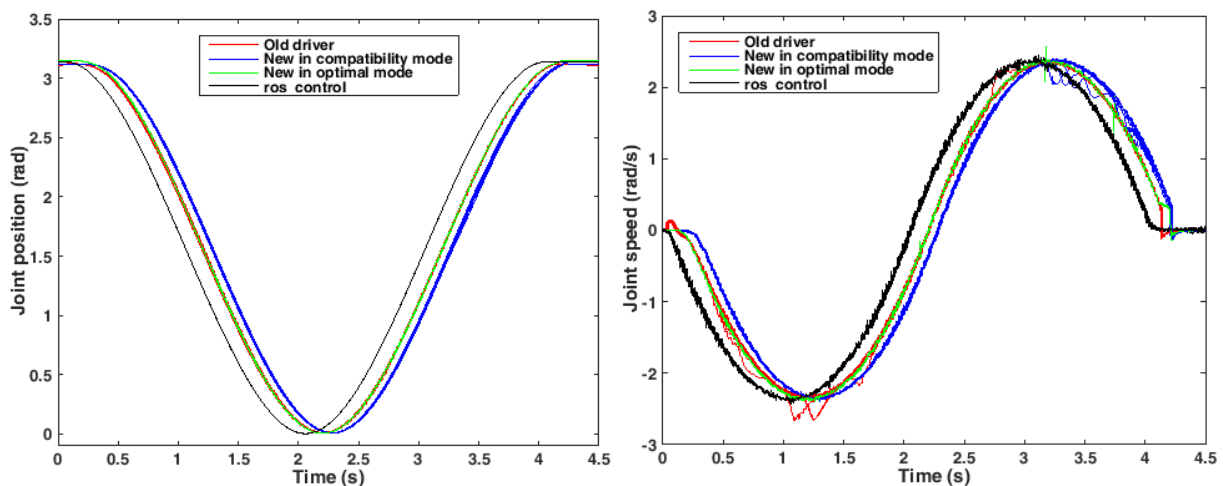 3.5
3
2.5
2
1.5
1
0.5
0
Joint position (rad)
Old driver
New in compatibility mode
New in optimal mode
ros control
0 0.5 1 1.5 2 2.5 3 3.5 4 4.5
Time (s)
3
2
1
0
-1
-2
-3
Joint speed (rad/s)
Old driver
New in compatibility mode
New in optimal mode
ros control
0 0.5 1 1.5 2 2.5 3 3.5 4 4.5
Time (s)